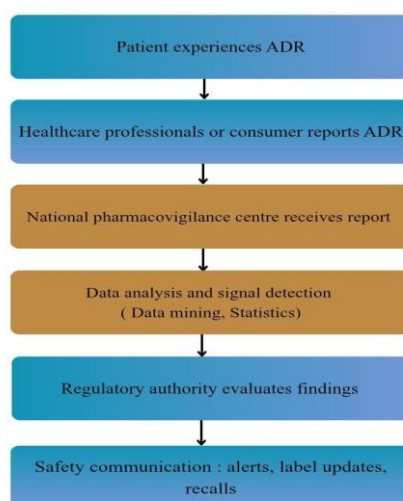 Patient experiences ADR
Healthcare professionals or consumer reports ADR
National pharmacovigilance centre receives report
Data analysis and signal detection
( Data mining, Statistics)
Regulatory authority evaluates findings
Safety communication : alerts, label updates,
recalls